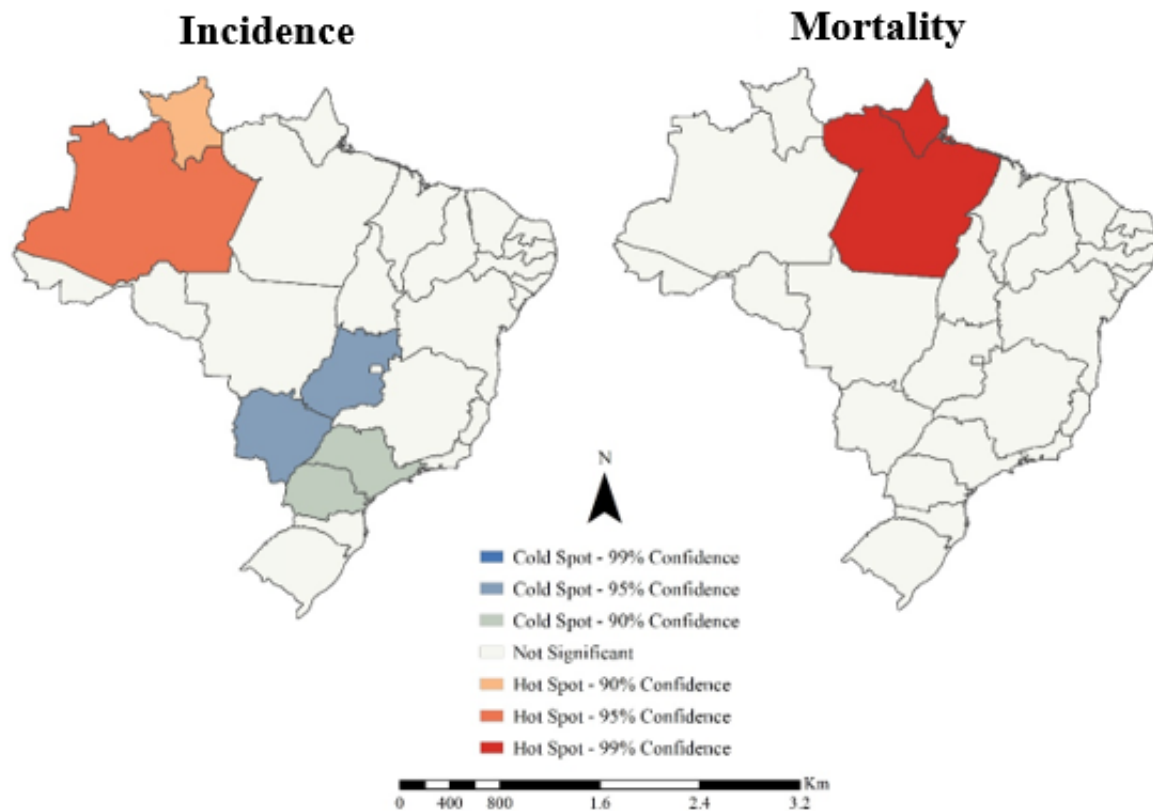 Incidence
Mortality
N
Cold Spot - 99% Confidence
Cold Spot - 95% Confidence
Cold Spot - 90% Confidence
Not Significant
Hot Spot - 90% Confidence
Hot Spot - 95% Confidence
Hot Spot - 99% Confidence
Km
0 400 800 1.6 2.4 3.2